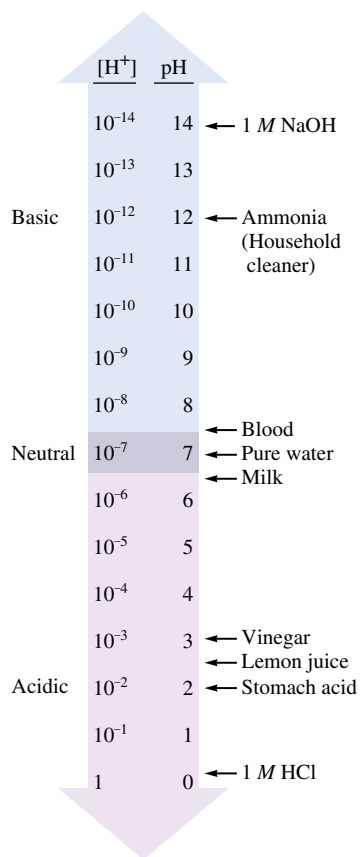 [H⁺] pH
10⁻¹⁴ 14 1 M NaOH
10⁻¹³ 13
Basic 10⁻¹² 12 Ammonia
(Household
cleaner)
10⁻¹¹ 11
10⁻¹⁰ 10
10⁻⁹ 9
10⁻⁸ 8
Blood
Neutral 10⁻⁷ 7 Pure water
Milk
10⁻⁶ 6
10⁻⁵ 5
10⁻⁴ 4
10⁻³ 3 Vinegar
Lemon juice
Acidic 10⁻² 2 Stomach acid
10⁻¹ 1
1 0 1 M HCl